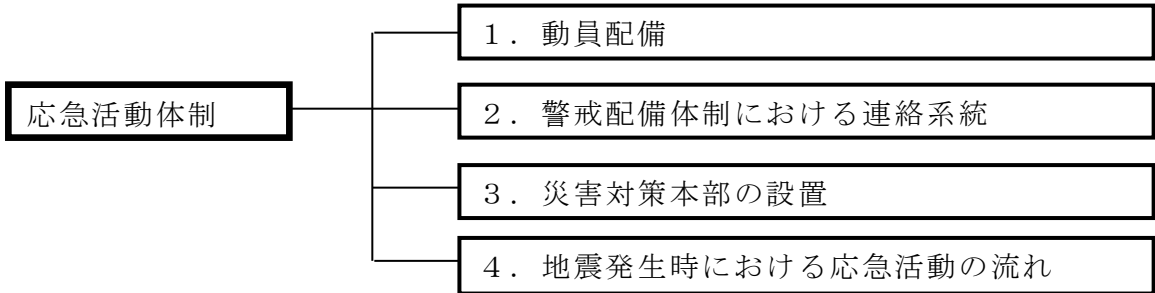 応急活動体制
１．動員配備
２．警戒配備体制における連絡系統
３．災害対策本部の設置
４．地震発生時における応急活動の流れ